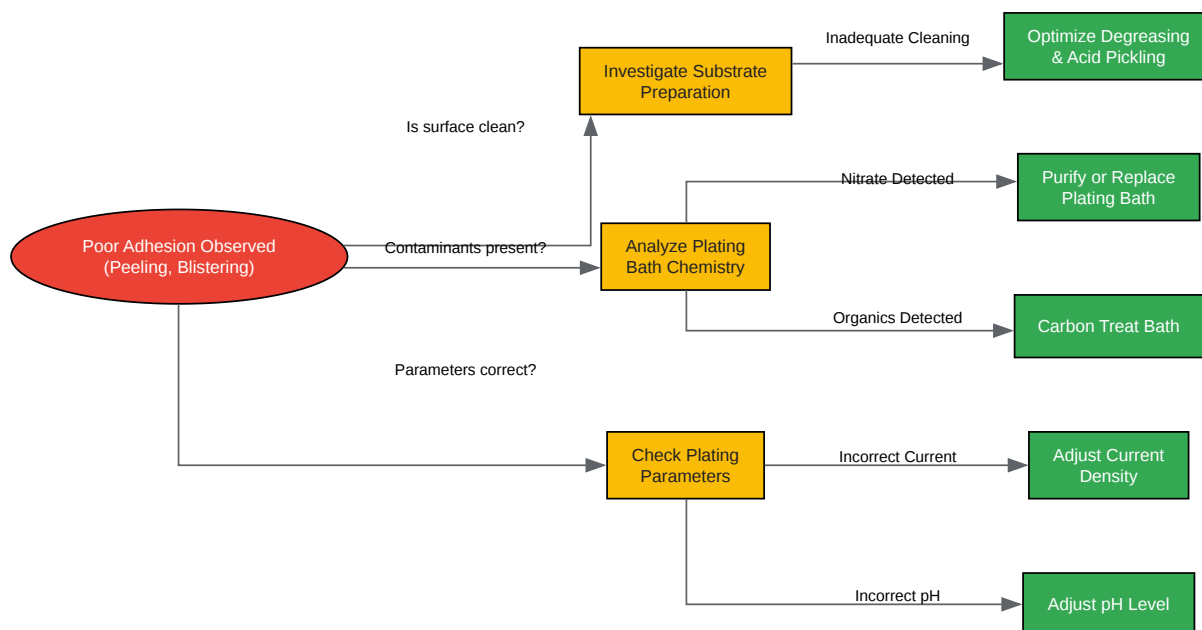 Inadequate Cleaning
Optimize Degreasing
& Acid Pickling
Investigate Substrate
Preparation
Is surface clean?
Nitrate Detected
Purify or Replace
Plating Bath
Poor Adhesion Observed
(Peeling, Blistering)
Contaminants present?
Analyze Plating
Bath Chemistry
Organics Detected
Carbon Treat Bath
Parameters correct?
Check Plating
Parameters
Incorrect Current
Adjust Current
Density
Incorrect pH
Adjust pH Level